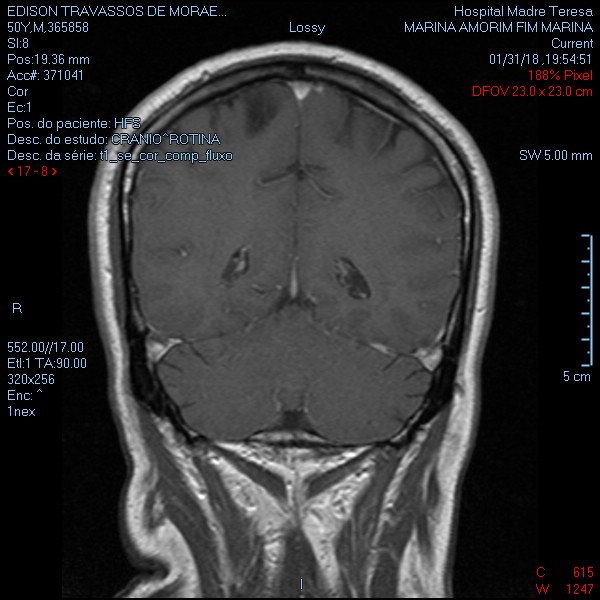 EDISON TRAVASSOS DE MORAE...
50Y,M,365858
Sl:8
Pos:19.36 mm
Acc#: 371041
Cor
Ec:1
Pos. do paciente: HFS
Desc. do estudo: CRANIO^ROTINA
Desc. da série: t1_se_cor_comp_fluxo
< 17 - 8 >
Lossy
Hospital Madre Teresa
MARINA AMORIM FIM MARINA
Current
01/31/18 ,19:54:51
188% Pixel
DFOV 23.0 x 23.0 cm
SW 5.00 mm
R
552.00//17.00
Etl:1 TA:90.00
320x256
Enc: ^
1nex
5 cm
I
C 615
W 1247